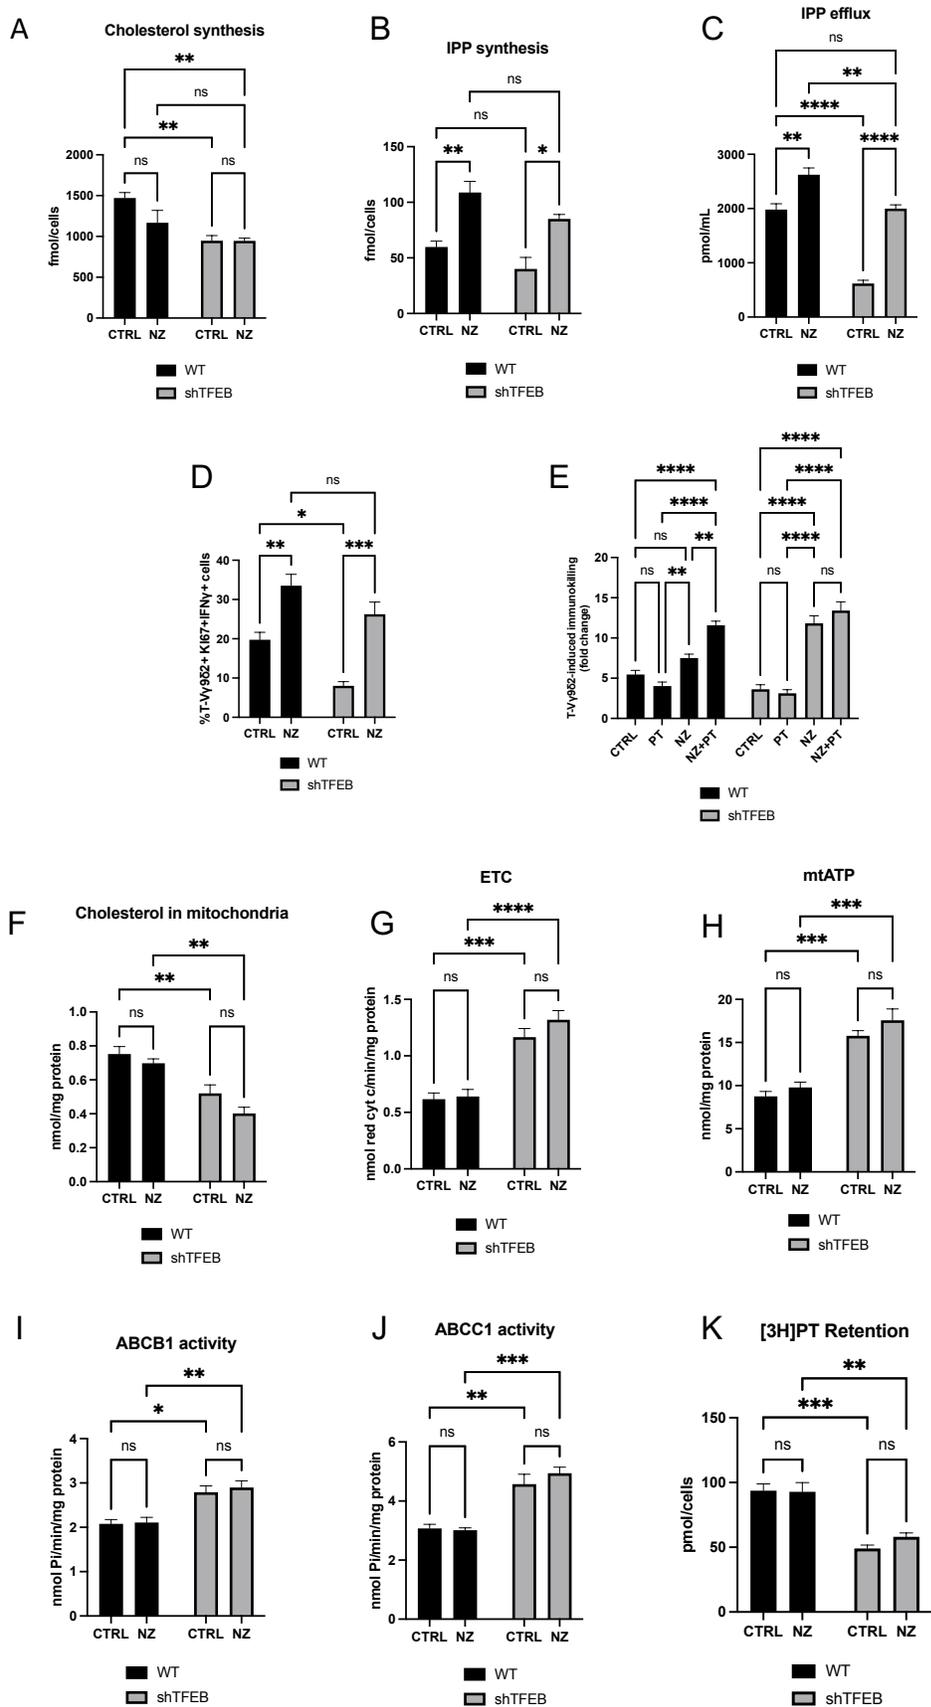 A
Cholesterol synthesis
**
ns
**
ns
ns
2000
1500
1000
500
0
fmol/cells
CTRL NZ CTRL NZ
WT
shTFEB
B
IPP synthesis
ns
ns
**
*
150
100
50
0
fmol/cells
CTRL NZ CTRL NZ
WT
shTFEB
C
IPP efflux
ns
**
****
**
****
3000
2000
1000
0
pmol/mL
CTRL NZ CTRL NZ
WT
shTFEB
D
ns
*
**
***
40
30
20
10
0
%T-Vγ9δ2+ KI67+IFNγ+ cells
CTRL NZ CTRL NZ
WT
shTFEB
E
****
****
ns
**
ns
**
****
****
****
****
ns
ns
20
15
10
5
0
T-Vγ9δ2-induced immunokilling
(fold change)
CTRL PT NZ NZ+PT CTRL PT NZ NZ+PT
WT
shTFEB
F
Cholesterol in mitochondria
**
**
ns
ns
1.0
0.8
0.6
0.4
0.2
0.0
nmol/mg protein
CTRL NZ CTRL NZ
WT
shTFEB
G
ETC
****
***
ns
ns
1.5
1.0
0.5
0.0
nmol red cyt c/min/mg protein
CTRL NZ CTRL NZ
WT
shTFEB
H
mtATP
***
***
ns
ns
20
15
10
5
0
nmol/mg protein
CTRL NZ CTRL NZ
WT
shTFEB
I
ABCB1 activity
**
*
ns
ns
4
3
2
1
0
nmol Pi/min/mg protein
CTRL NZ CTRL NZ
WT
shTFEB
J
ABCC1 activity
***
**
ns
ns
6
4
2
0
nmol Pi/min/mg protein
CTRL NZ CTRL NZ
WT
shTFEB
K
[3H]PT Retention
**
***
ns
ns
150
100
50
0
pmol/cells
CTRL NZ CTRL NZ
WT
shTFEB